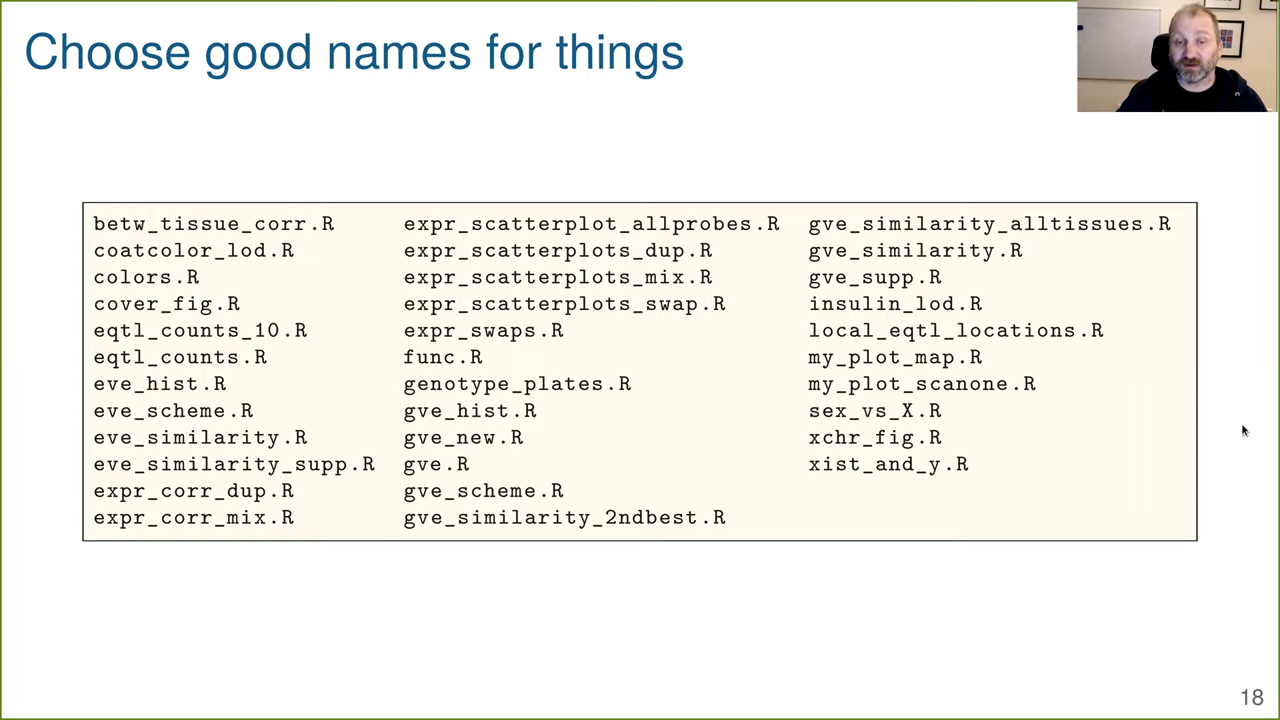 Choose good names for things
betw_tissue_corr.R
coatcolor_lod.R
colors.R
cover_fig.R
eqtl_counts_10.R
eqtl_counts.R
eve_hist.R
eve_scheme.R
eve_similarity.R
eve_similarity_supp.R
expr_corr_dup.R
expr_corr_mix.R
expr_scatterplot_allprobes.R
expr_scatterplots_dup.R
expr_scatterplots_mix.R
expr_scatterplots_swap.R
expr_swaps.R
func.R
genotype_plates.R
gve_hist.R
gve_new.R
gve.R
gve_scheme.R
gve_similarity_2ndbest.R
gve_similarity_alltissues.R
gve_similarity.R
gve_supp.R
insulin_lod.R
local_eqtl_locations.R
my_plot_map.R
my_plot_scanone.R
sex_vs_X.R
xchr_fig.R
xist_and_y.R
18